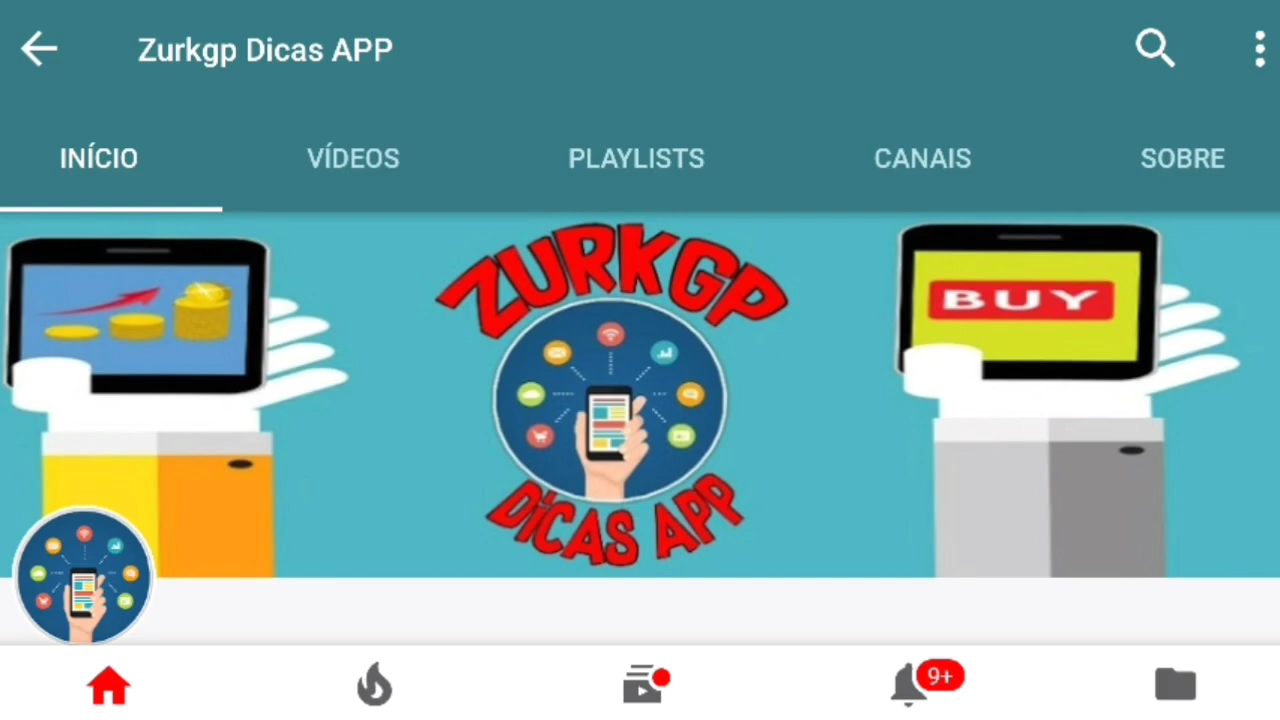 Zurkgp Dicas APP
INÍCIO VÍDEOS PLAYLISTS CANAIS SOBRE
ZURKGP
BUY
DiCAS APP
9+